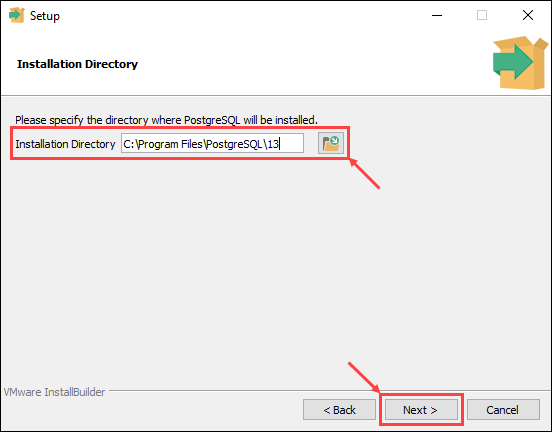 Setup
Installation Directory
Please specify the directory where PostgreSQL will be installed.
Installation Directory C:\Program Files\PostgreSQL\13
VMware InstallBuilder
< Back Next > Cancel